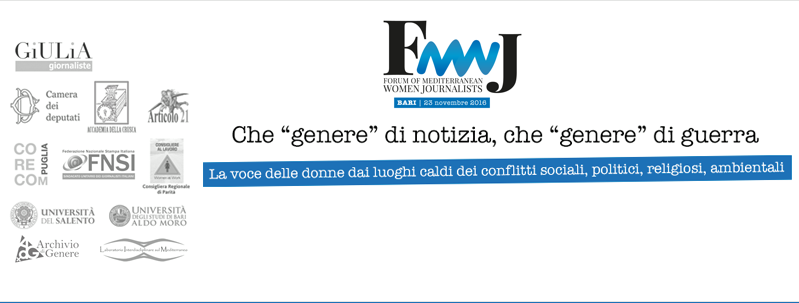 GiULiA
giornaliste
Camera
dei
deputati
ACCADEMIA DELLA CRUSCA
Articolo 21
CO
RE
COM
PUGLIA
Federazione Nazionale Stampa Italiana
FNSI
CONSIGLIERE
AL LAVORO
Consigliera Regionale
di Parità
UNIVERSITÀ
DEL SALENTO
UNIVERSITÀ
DEGLI STUDI DI BARI
ALDO MORO
Archivio
di Genere
FMWJ
FORUM OF MEDITERRANEAN
WOMEN JOURNALISTS
BARI | 23 novembre 2016
Che “genere” di notizia, che “genere” di guerra
La voce delle donne dai luoghi caldi dei conflitti sociali, politici, religiosi, ambientali